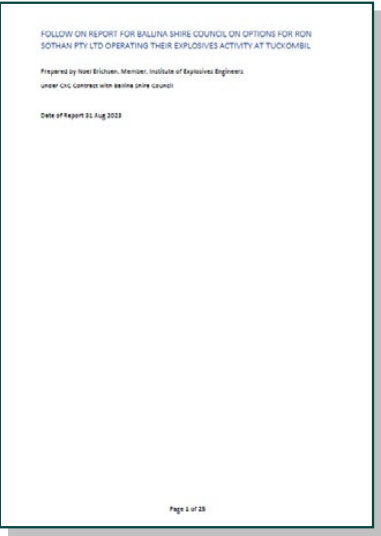 FOLLOW ON REPORT FOR BALLINA SHIRE COUNCIL ON OPTIONS FOR RON
SOTHAN PTY LTD OPERATING THEIR EXPLOSIVES ACTIVITY AT TUCKOMBIL
Prepared by Noel Erichsen, Member, Institute of Explosives Engineers
under CXC Contract with Ballina Shire Council
Date of Report 31 Aug 2023
Page 1 of 25